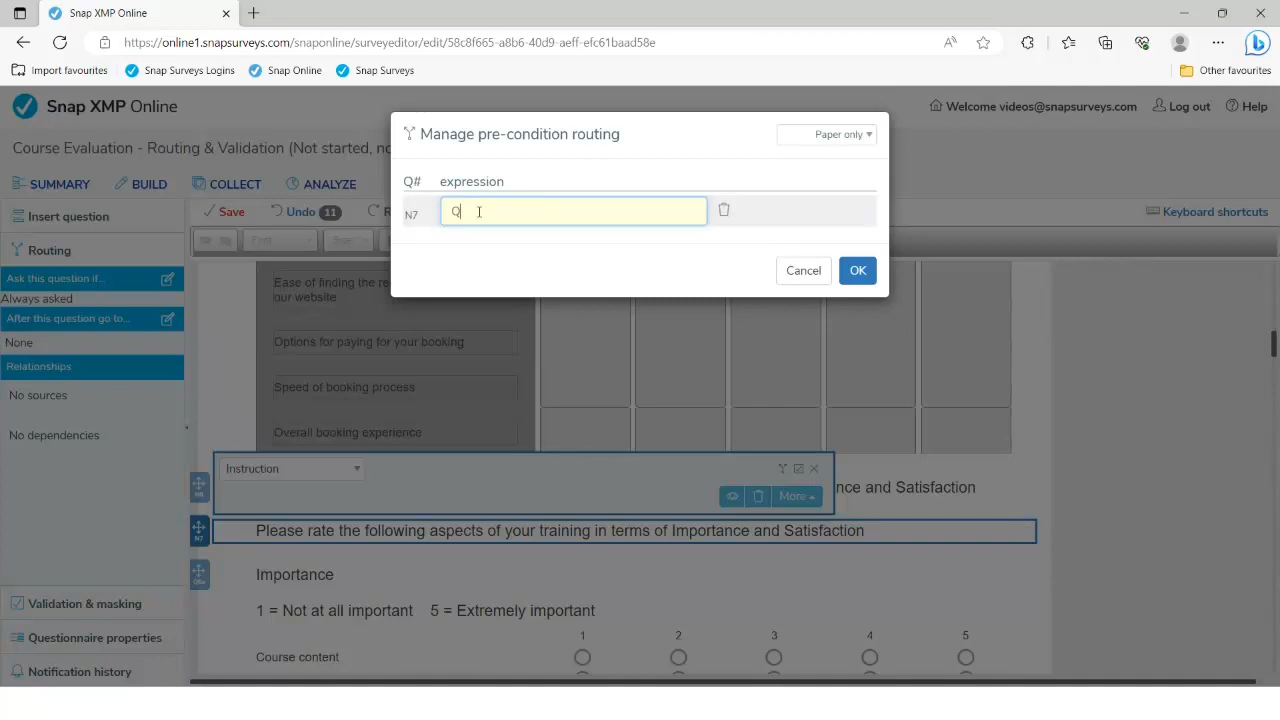 Snap XMP Online
https://online1.snapsurveys.com/snaponline/surveyeditor/edit/58c8f665-a8b6-40d9-aeff-efc61baad58e
Import favourites
Snap Surveys Logins
Snap Online
Snap Surveys
Other favourites
Snap XMP Online
Welcome videos@snapsurveys.com
Log out
Help
Course Evaluation - Routing & Validation (Not started, no
SUMMARY
BUILD
COLLECT
ANALYZE
Insert question
Save
Undo 11
R
Keyboard shortcuts
Font
Size
Routing
Ask this question if...
Always asked
After this question go to...
None
Relationships
No sources
No dependencies
Validation & masking
Questionnaire properties
Notification history
Manage pre-condition routing
Paper only
Q# expression
N7 Q
Cancel
OK
Ease of finding the re
our website
Options for paying for your booking
Speed of booking process
Overall booking experience
Instruction
More
N6
nce and Satisfaction
N7
Please rate the following aspects of your training in terms of Importance and Satisfaction
Importance
1 = Not at all important 5 = Extremely important
1 2 3 4 5
Course content